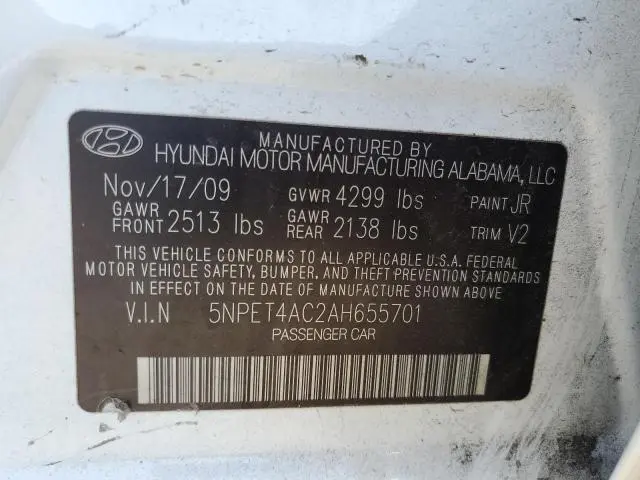 MANUFACTURED BY
HYUNDAI MOTOR MANUFACTURING ALABAMA, LLC
Nov/17/09 GVWR 4299 lbs PAINT JR
GAWR FRONT 2513 lbs GAWR REAR 2138 lbs TRIM V2
THIS VEHICLE CONFORMS TO ALL APPLICABLE U.S.A. FEDERAL
MOTOR VEHICLE SAFETY, BUMPER, AND THEFT PREVENTION STANDARDS
IN EFFECT ON THE DATE OF MANUFACTURE SHOWN ABOVE
V.I.N 5NPET4AC2AH655701
PASSENGER CAR